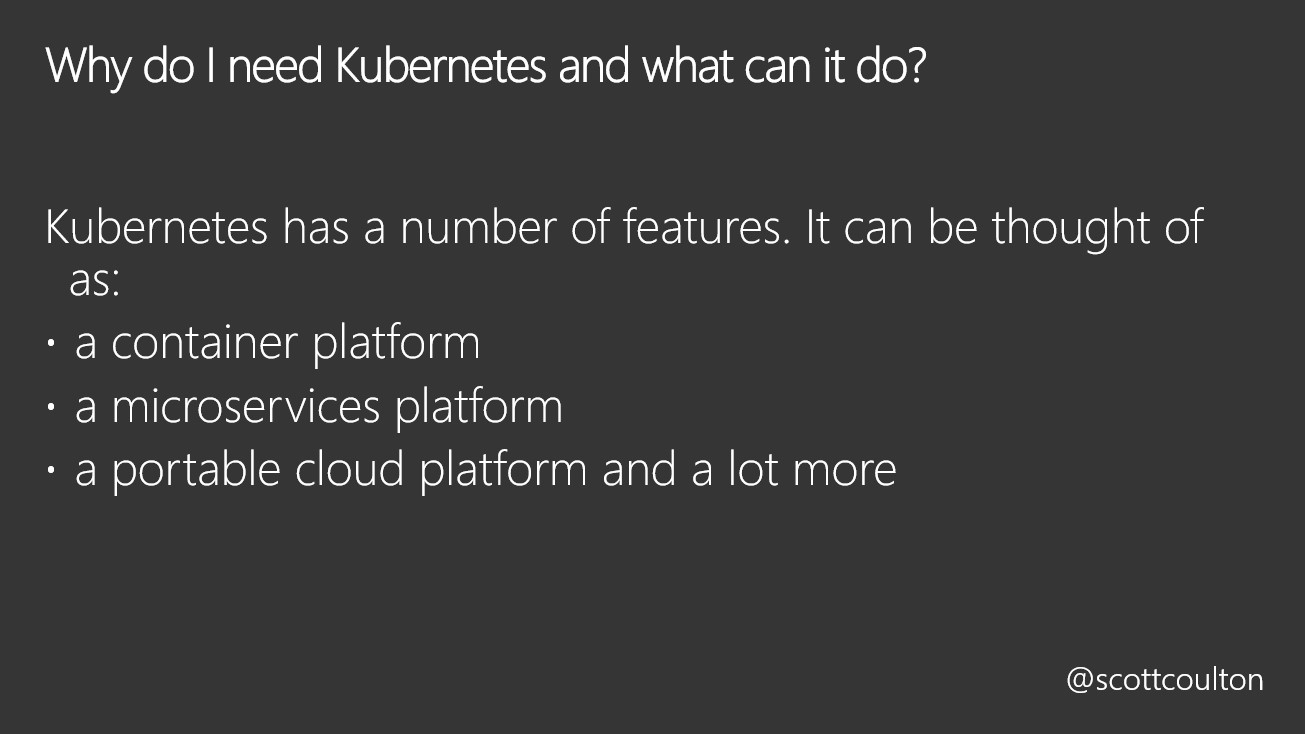 Why do I need Kubernetes and what can it do?
Kubernetes has a number of features. It can be thought of
as:
· a container platform
· a microservices platform
· a portable cloud platform and a lot more
@scottcoulton